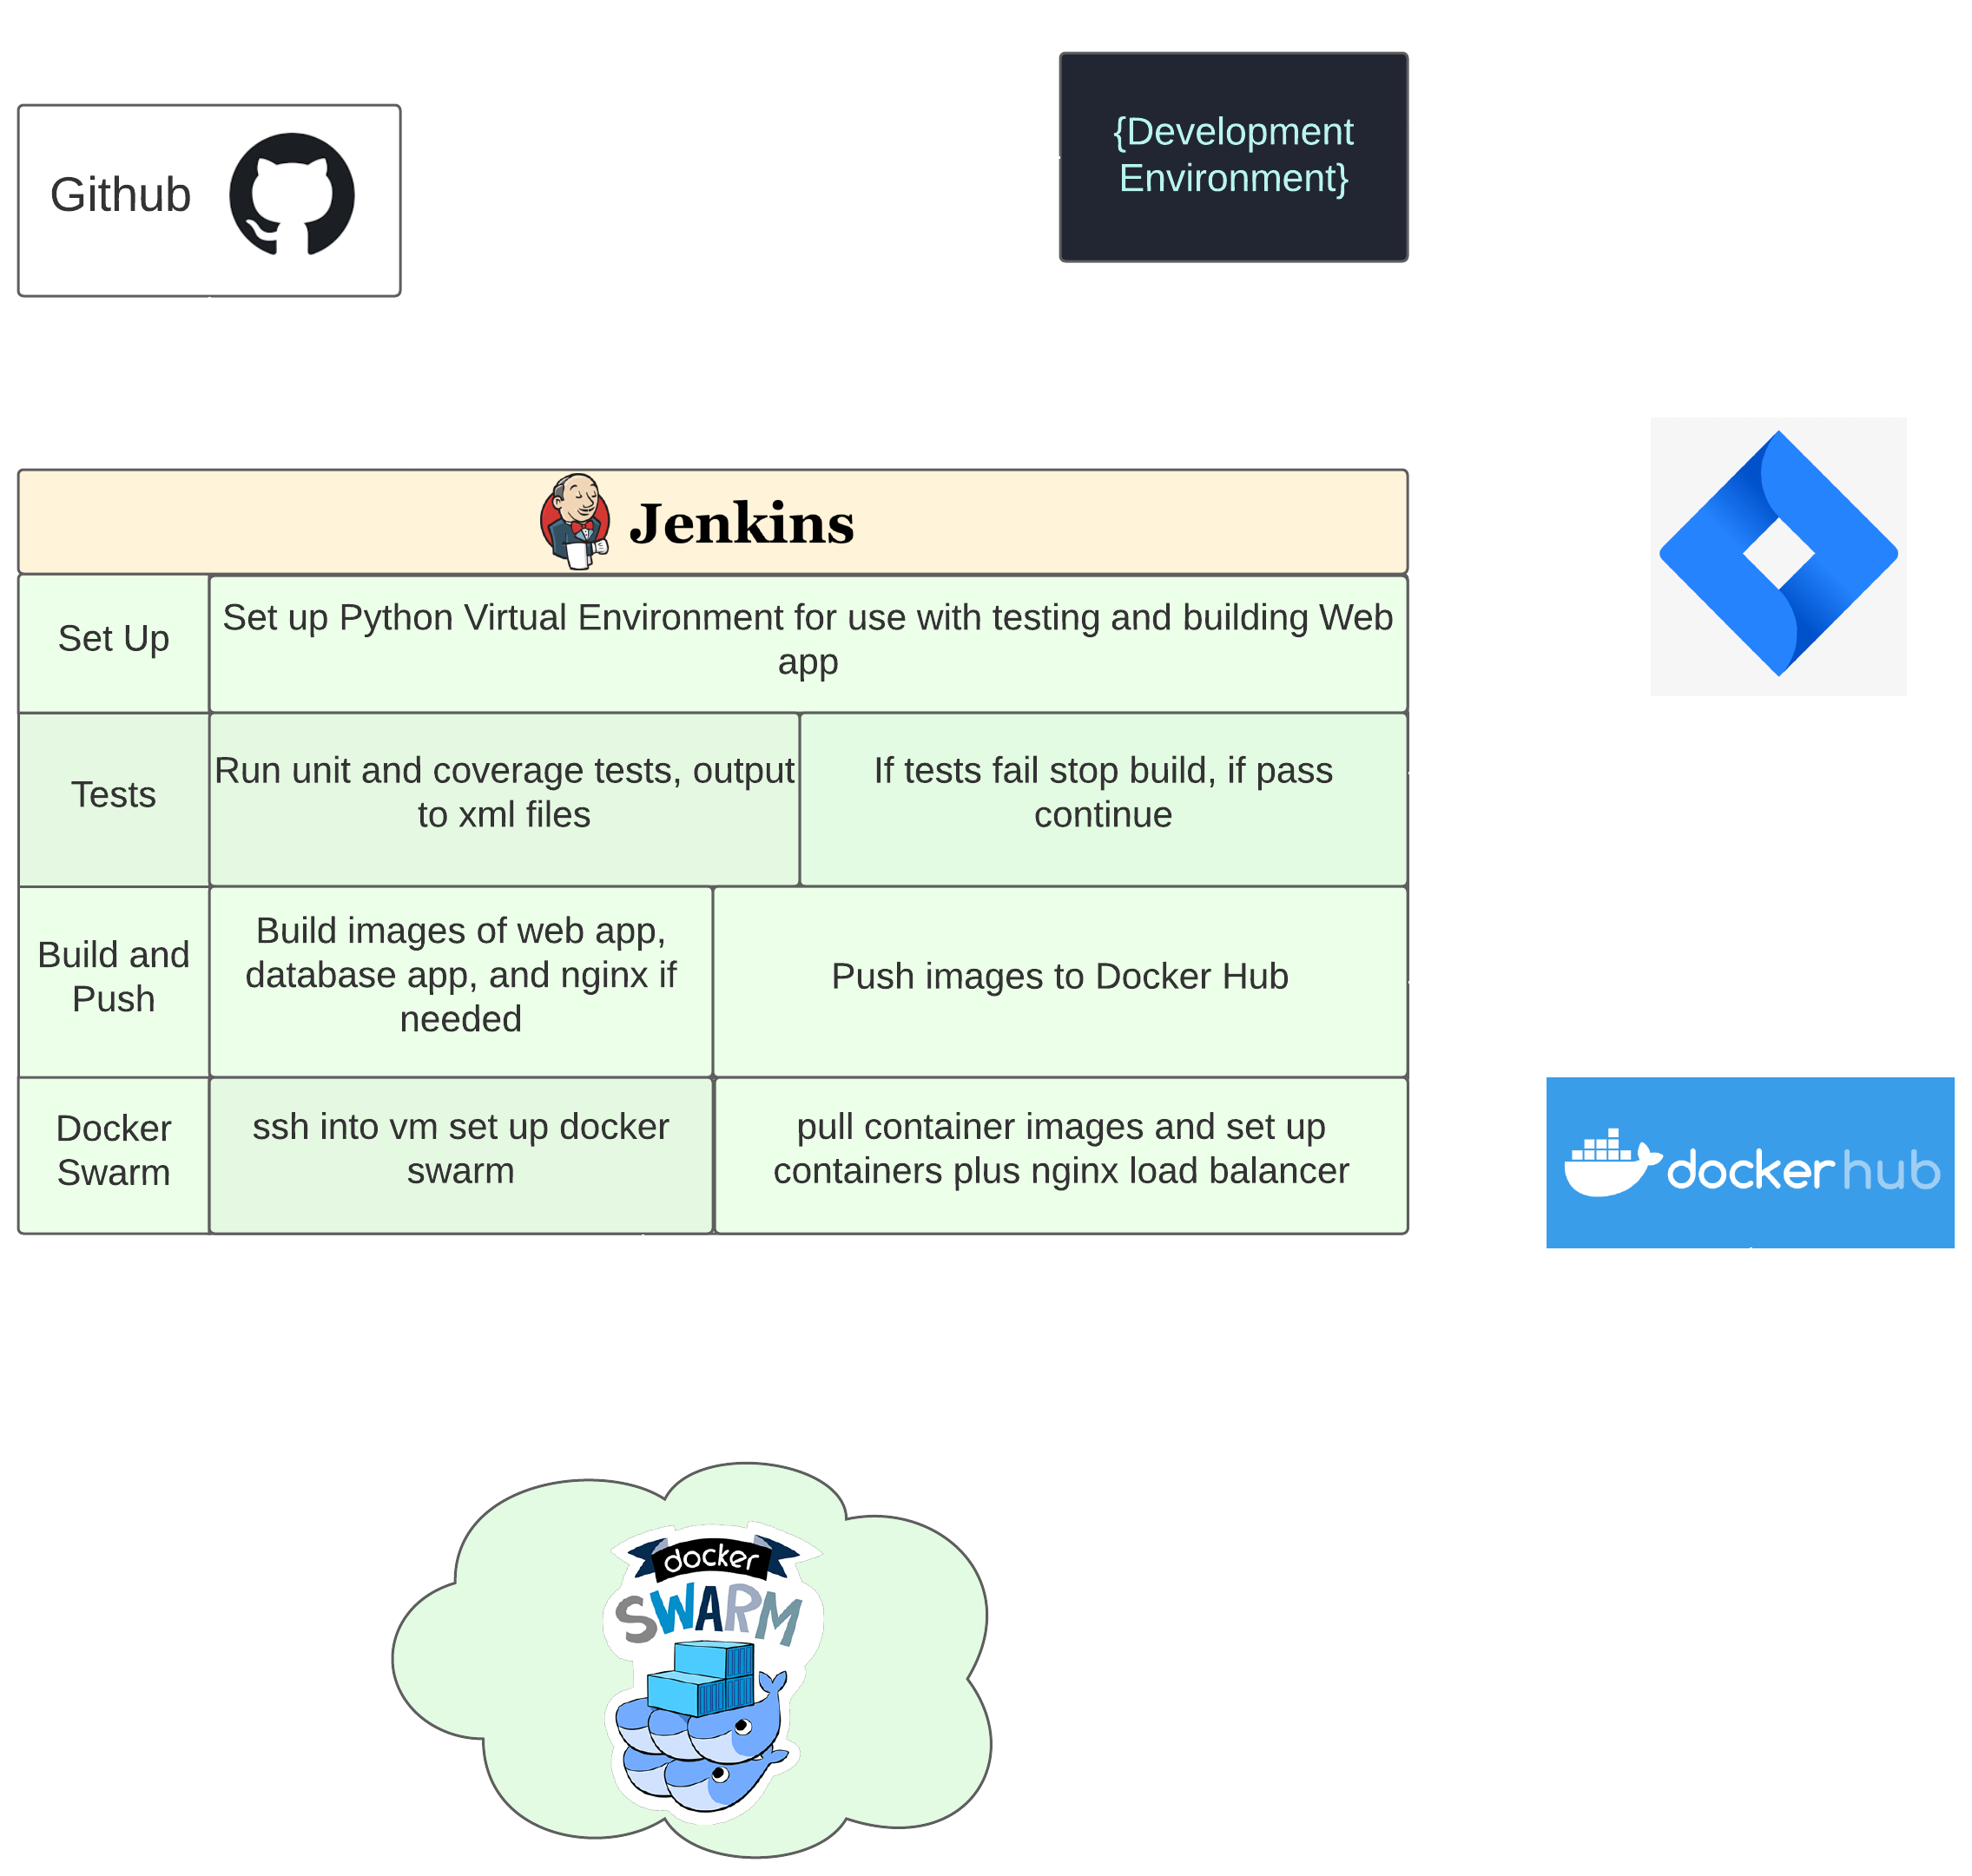 {Development
Environment}
Github
Jenkins
Set Up
Set up Python Virtual Environment for use with testing and building Web
app
Tests
Run unit and coverage tests, output
to xml files
If tests fail stop build, if pass
continue
Build and
Push
Build images of web app,
database app, and nginx if
needed
Push images to Docker Hub
Docker
Swarm
ssh into vm set up docker
swarm
pull container images and set up
containers plus nginx load balancer
dockerhub
docker
SWARM